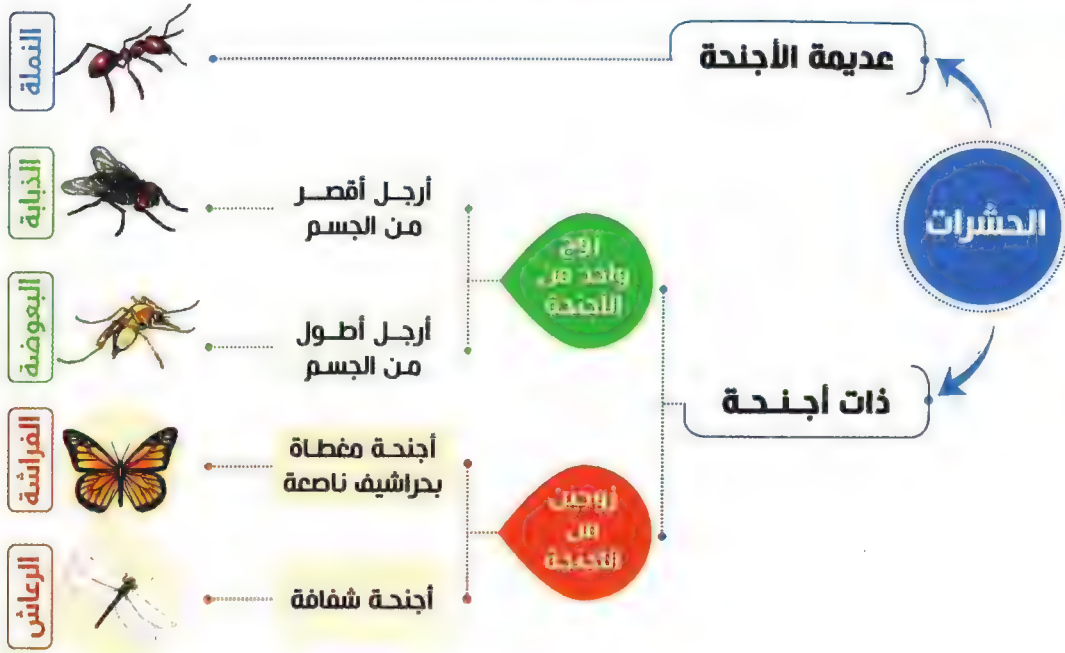 الحشرات
عديمة الأجنحة
النملة
ذات أجنحة
زوج
واحد من
الأجنحة
أرجل أقصر
من الجسم
الذبابة
أرجل أطول
من الجسم
البعوضة
زوجين
من
الأجنحة
أجنحة مغطاة
بحراشيف ناصعة
الفراشة
أجنحة شفافة
الرعاش